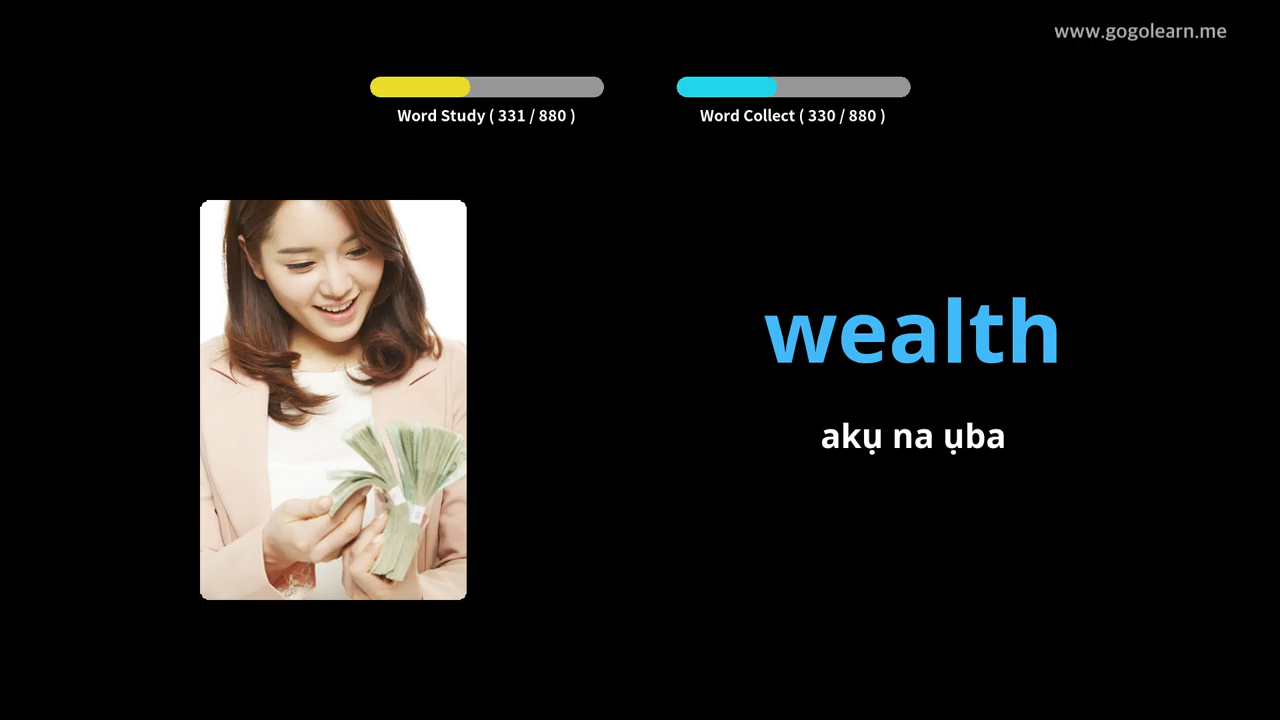 www.gogolearn.me
Word Study ( 331 / 880 )
Word Collect ( 330 / 880 )
wealth
akụ na ụba